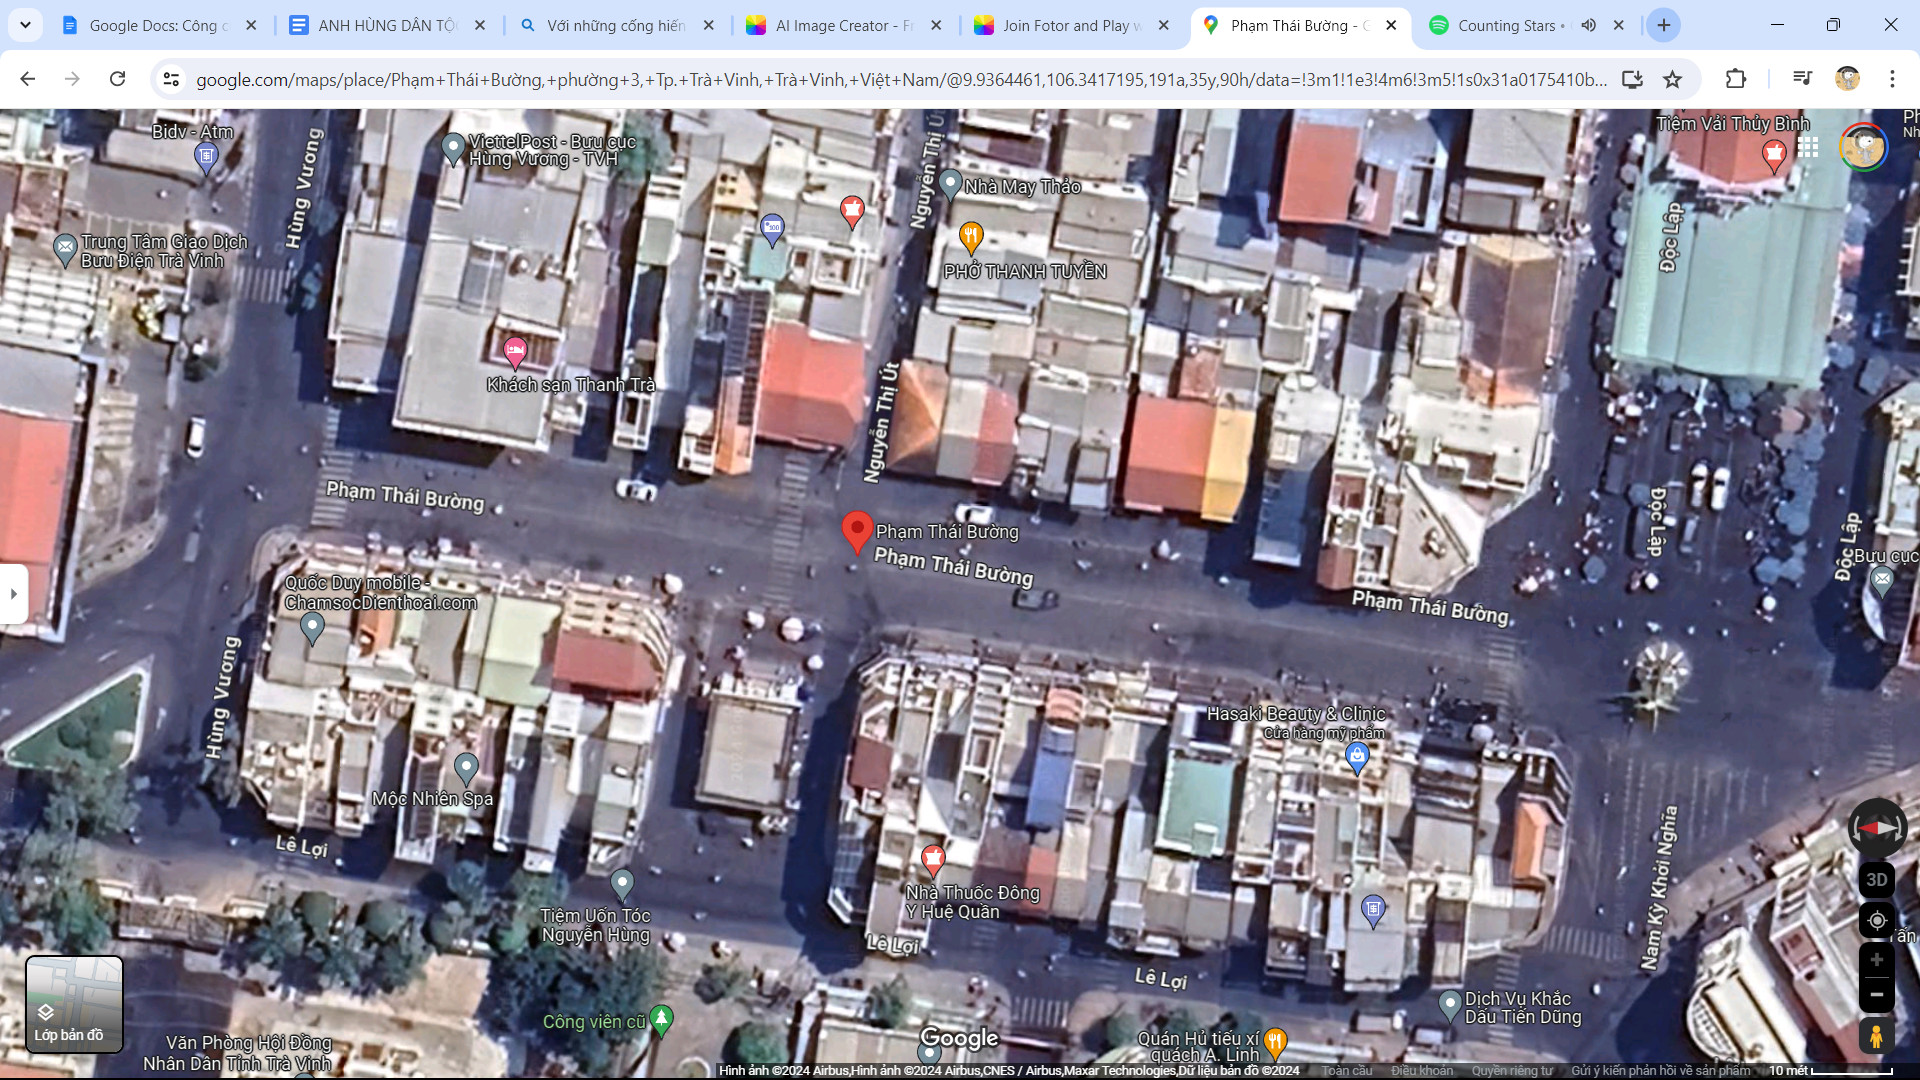 Google Docs: Công c
ANH HÙNG DÂN TỘ
Với những cống hiến
AI Image Creator - Fr
Join Fotor and Play w
Phạm Thái Bường - G
Counting Stars •
google.com/maps/place/Phạm+Thái+Bường,+phường+3,+Tp.+Trà+Vinh,+Trà+Vinh,+Việt+Nam/@9.9364461,106.3417195,191a,35y,90h/data=!3m1!1e3!4m6!3m5!1s0x31a0175410b...
Bidv - Atm
Hùng Vương
ViettelPost - Bưu cục
Hùng Vương - TVH
Nguyễn Thị Út
Nhà May Thảo
Tiệm Vải Thủy Bình
Trung Tâm Giao Dịch
Bưu Điện Trà Vinh
PHỞ THANH TUYỀN
Độc Lập
Khách sạn Thanh Trà
Nguyễn Thị Út
Phạm Thái Bường
Phạm Thái Bường
Phạm Thái Bường
Độc Lập
Độc Lập
Bưu cục
Phạm Thái Bường
Quốc Duy mobile -
ChamsocDienthoai.com
Hùng Vương
Hasaki Beauty & Clinic
Cửa hàng mỹ phẩm
Mộc Nhiên Spa
Lê Lợi
Nam Kỳ Khởi Nghĩa
3D
Nhà Thuốc Đông
Y Huệ Quần
Tiệm Uốn Tóc
Nguyễn Hùng
Lê Lợi
Lê Lợi
Dịch Vụ Khắc
Dấu Tiến Dũng
Công viên cũ
Lớp bản đồ
Văn Phòng Hội Đồng
Nhân Dân Tỉnh Trà Vinh
Google
Quán Hủ tiếu xí
quách A. Linh
Hình ảnh ©2024 Airbus,Hình ảnh ©2024 Airbus,CNES / Airbus,Maxar Technologies,Dữ liệu bản đồ ©2024
Toàn cầu
Điều khoản
Quyền riêng tư
Gửi ý kiến phản hồi về sản phẩm
10 mét